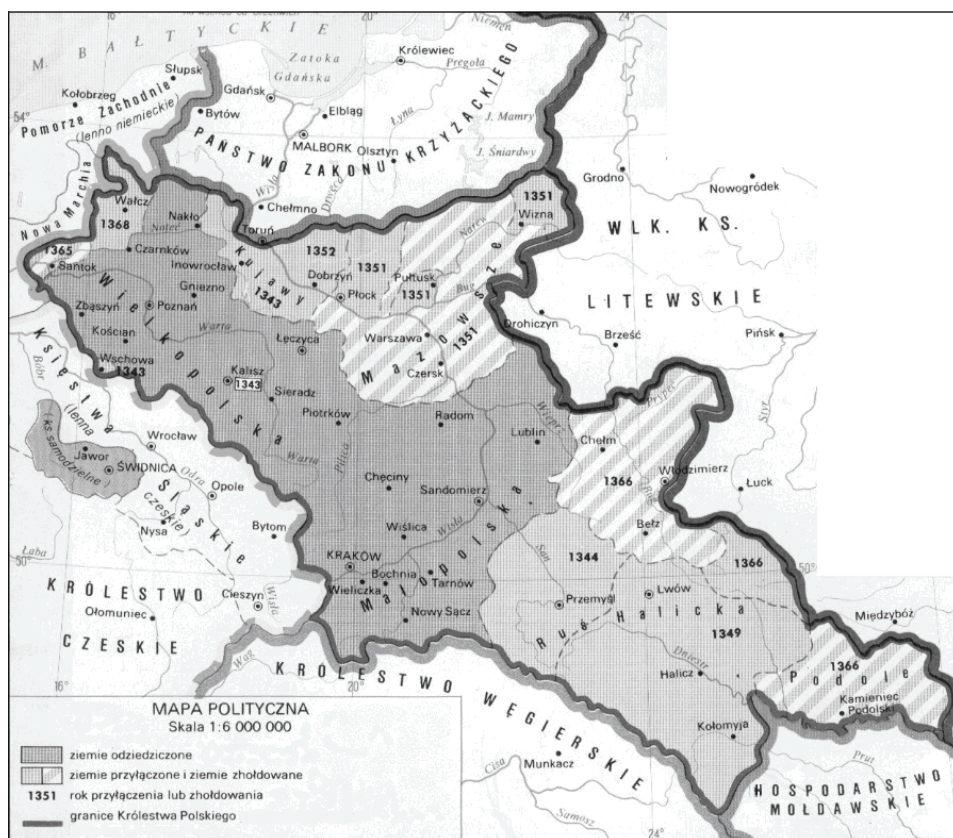 16°
20°
24°
M. BAŁTYCKIE
Zatoka
Gdańska
Niemen
Królewiec
Pregoła
Słupsk
Kołobrzeg
Gdańsk
Pomorze Zachodnie
(lenno niemieckie)
54°
Bytów
Elbląg
Łyna
J. Mamry
PAŃSTWO ZAKONU KRZYŻACKIEGO
MALBORK
Olsztyn
J. Śniardwy
Grodno
Nowogródek
Nowa Marchia
Wisła
Drwęca
Chełmno
Wałcz
1368
Nakło
Noteć
Toruń
1351
Wizna
Narew
WLK. KS.
LITEWSKIE
1365
Santok
Czarnków
Inowrocław
Kujawy
1343
1352
Dobrzyń
1351
Płock
Pułtusk
1351
Bug
Gniezno
Poznań
Zbąszyń
Wielkopolska
Warta
Kościan
Wschowa
1343
Łęczyca
Warszawa
Mazowsze
1351
Czersk
Drohiczyn
Brześć
Pińsk
Księstwa
(lenna
Śląskie
czeskie)
Bóbr
Kalisz
1343
Sieradz
Piotrków
Radom
Wieprz
Lublin
Prypeć
Styr
(i ks. samodzielne)
Jawor
ŚWIDNICA
Wrocław
Odra
Warta
Pilica
Chełm
1366
Włodzimierz
Łuck
Opole
Chęciny
Sandomierz
Nysa
Bytom
Wiślica
Wisła
Bełz
Łaba
50°
KRAKÓW
Bochnia
Wieliczka
Tarnów
Małopolska
Nowy Sącz
San
1344
1366
50°
Przemyśl
Lwów
Ruś Halicka
1349
Międzybóż
KRÓLESTWO
CZESKIE
Ołomuniec
Cieszyn
Wisła
Wag
Dniestr
Halicz
1366
Podole
Kamieniec
Podolski
16°
20°
KRÓLESTWO WĘGIERSKIE
Kołomyja
Munkacz
Cisa
Samosz
Prut
24°
HOSPODARSTWO
MOŁDAWSKIE
MAPA POLITYCZNA
Skala 1:6 000 000
ziemie odziedziczone
ziemie przyłączone i ziemie zhołdowane
1351 rok przyłączenia lub zhołdowania
granice Królestwa Polskiego